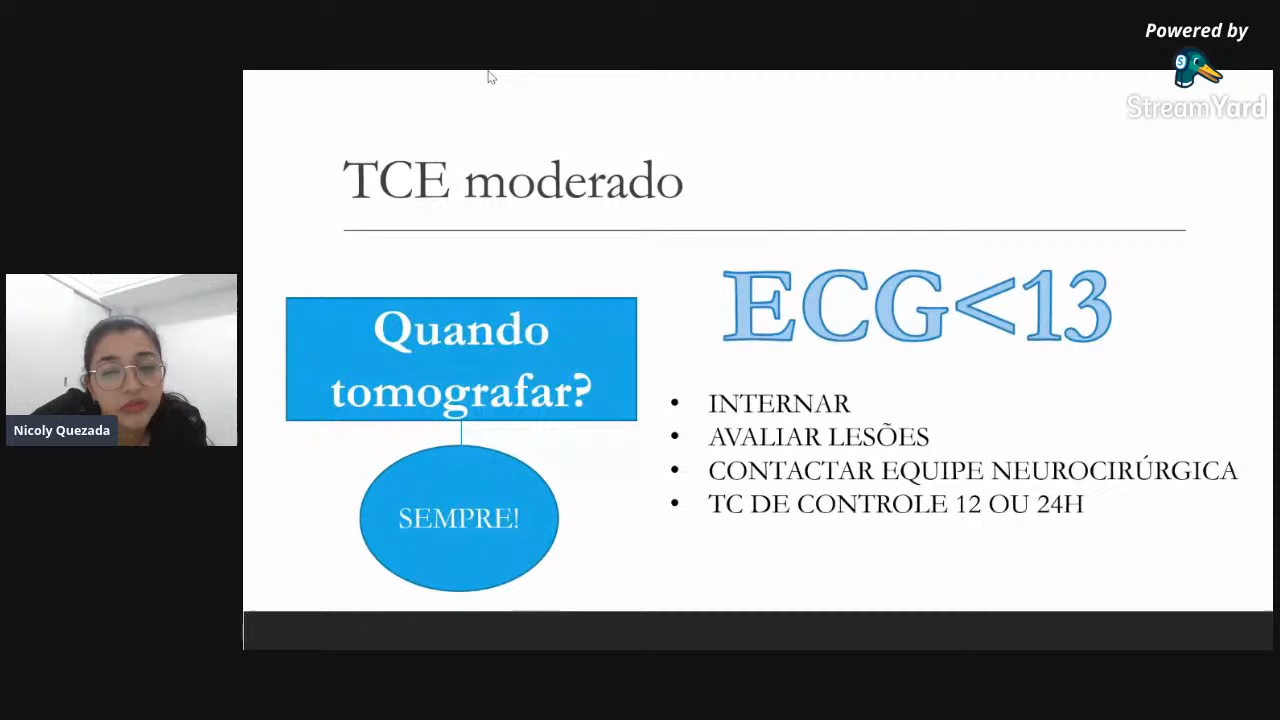 Powered by
StreamYard
TCE moderado
Quando
tomografar?
SEMPRE!
ECG<13
• INTERNAR
• AVALIAR LESÕES
• CONTACTAR EQUIPE NEUROCIRÚRGICA
• TC DE CONTROLE 12 OU 24H
Nicoly Quezada